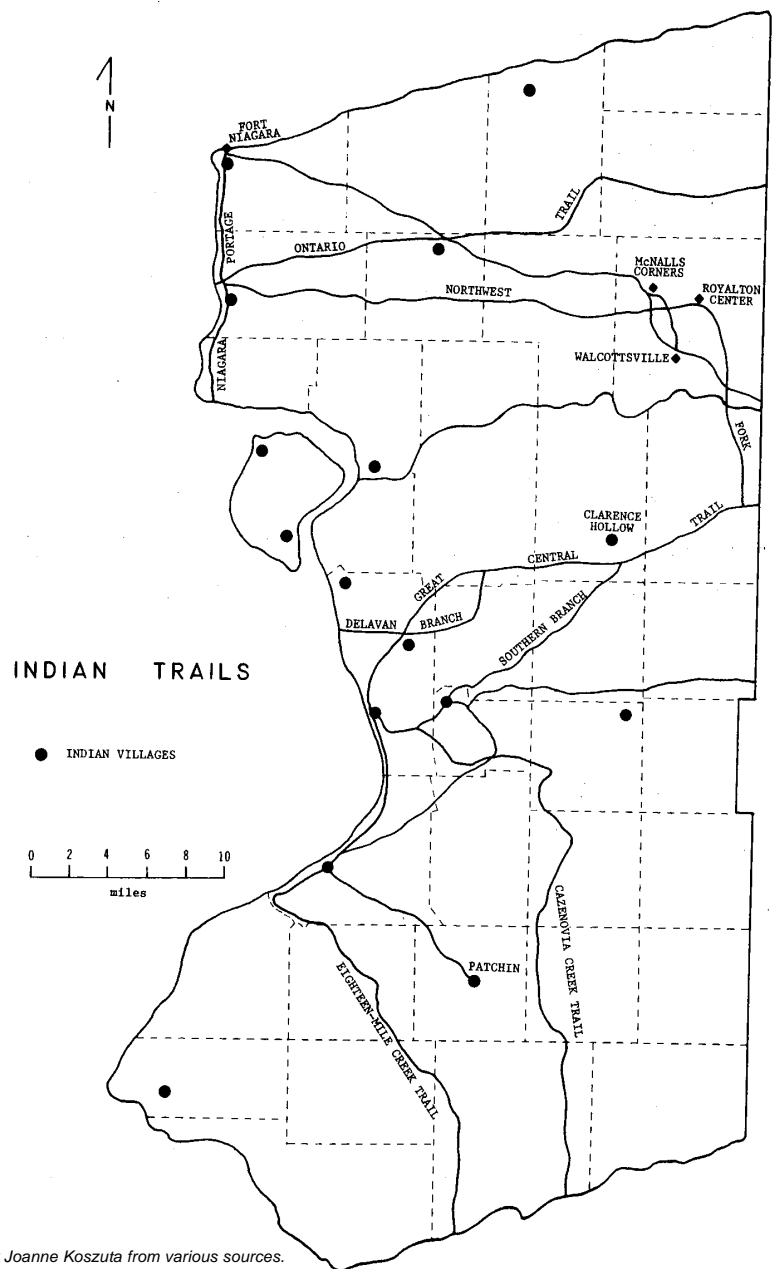 N
FORT
NIAGARA
PORTAGE
ONTARIO
TRAIL
McNALLS
CORNERS
NORTHWEST
ROYALTON
CENTER
NIAGARA
WALCOTTSVILLE
FORK
CLARENCE
HOLLOW
TRAIL
CENTRAL
GREAT
DELAVAN BRANCH
SOUTHERN BRANCH
INDIAN TRAILS
INDIAN VILLAGES
0 2 4 6 8 10
miles
CAZENOVIA CREEK TRAIL
PATCHIN
EIGHTEEN-MILE CREEK TRAIL
Joanne Koszuta from various sources.